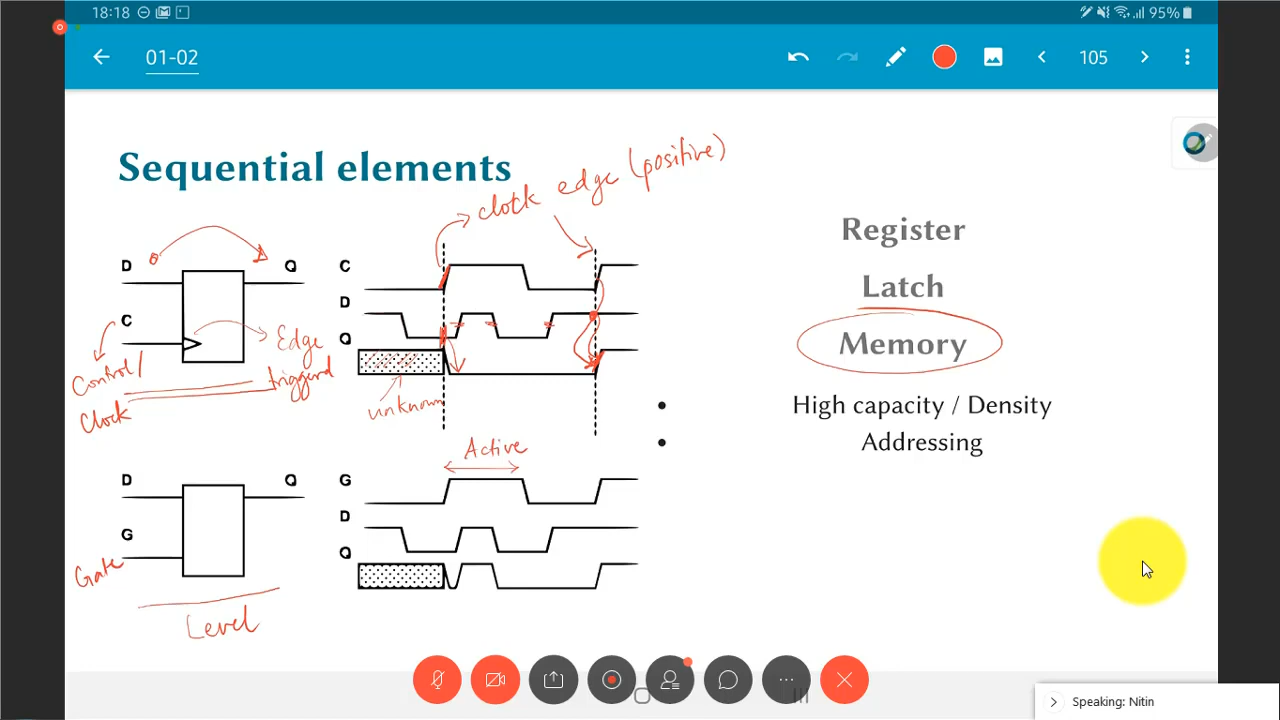 18:18
95%
01-02
105
Sequential elements
clock edge (positive)
D
Q
C
Control/
Clock
Edge
triggerd
C
D
Q
unknown
Register
Latch
Memory
• High capacity / Density
• Addressing
Active
D
Q
G
Gate
Level
G
D
Q
Speaking: Nitin